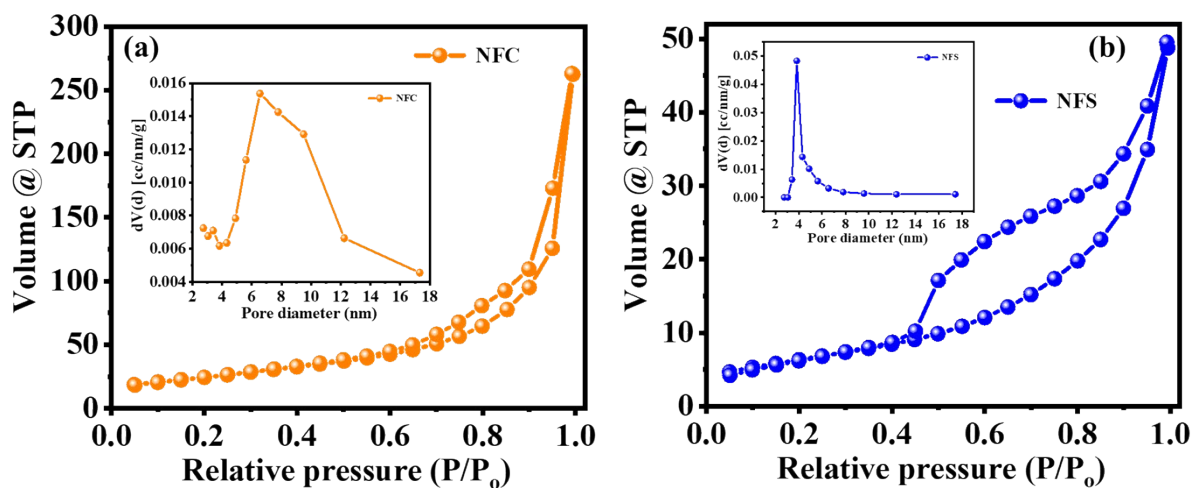 (a)
NFC
Volume @ STP
300
250
200
150
100
50
0
0.0 0.2 0.4 0.6 0.8 1.0
Relative pressure (P/Po)
NFC
dV(d) [cc/nm/g]
0.016
0.014
0.012
0.010
0.008
0.006
0.004
2 4 6 8 10 12 14 16 18
Pore diameter (nm)
(b)
NFS
Volume @ STP
50
40
30
20
10
0
0.0 0.2 0.4 0.6 0.8 1.0
Relative pressure (P/Po)
NFS
dV(d) [cc/nm/g]
0.05
0.04
0.03
0.02
0.01
0.00
2 4 6 8 10 12 14 16 18
Pore diameter (nm)